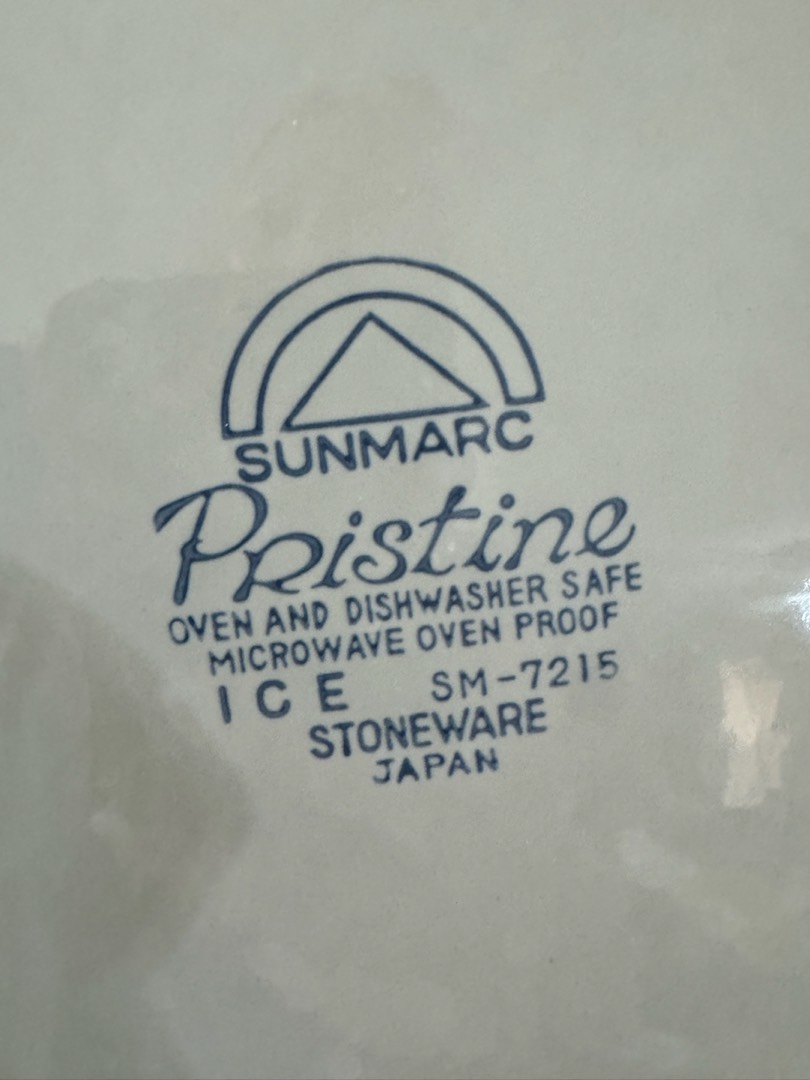 SUNMARC
Pristine
OVEN AND DISHWASHER SAFE
MICROWAVE OVEN PROOF
ICE SM-7215
STONEWARE
JAPAN